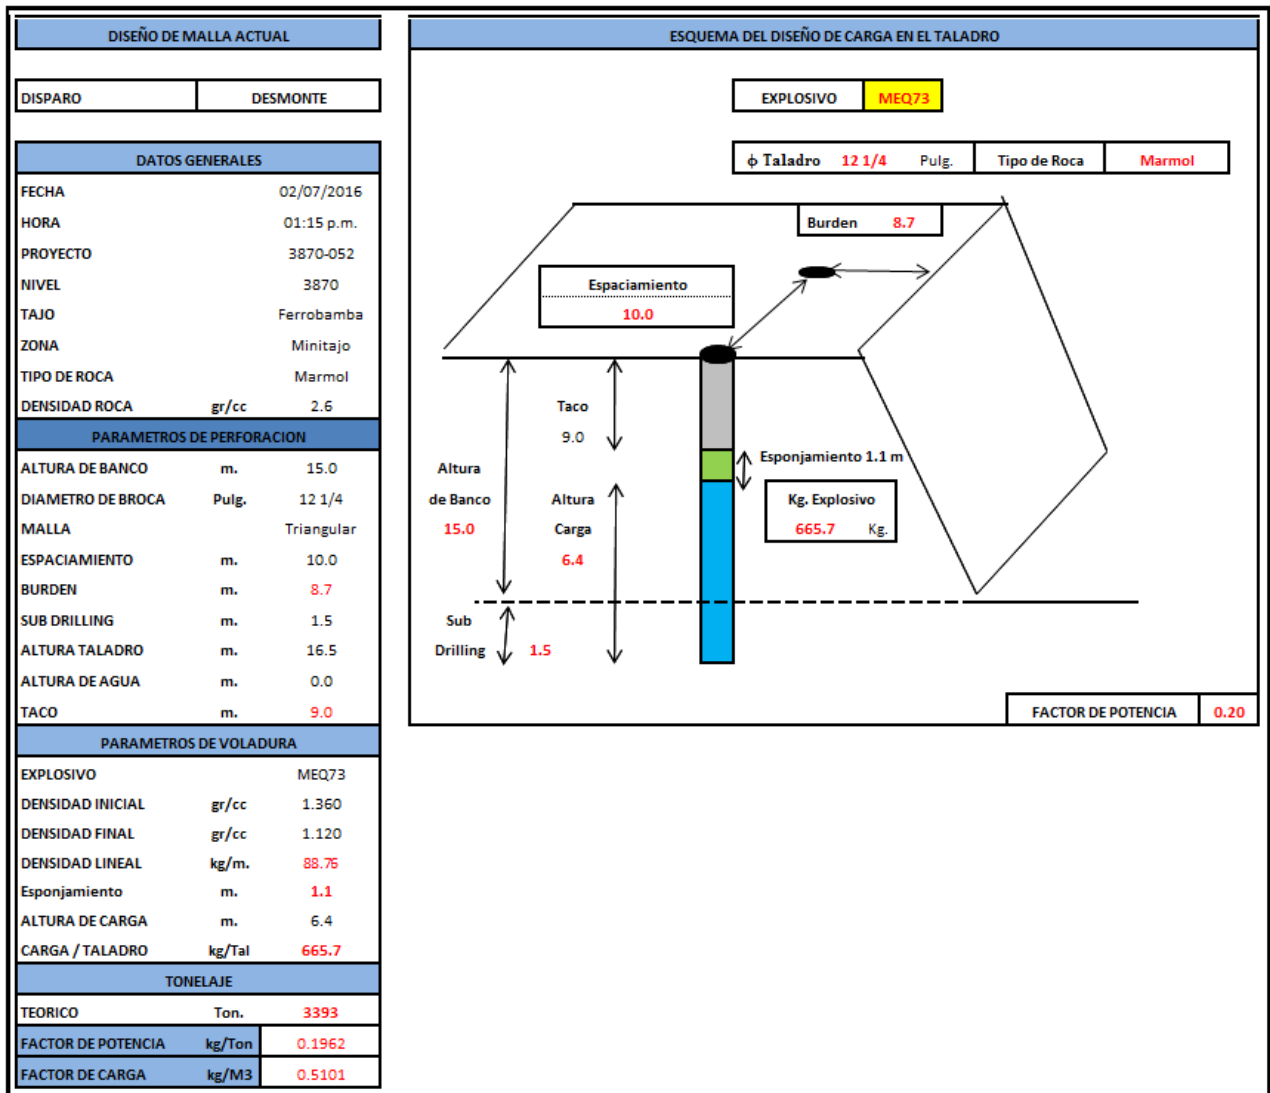 DISEÑO DE MALLA ACTUAL
DISPARO DESMONTE
DATOS GENERALES
FECHA 02/07/2016
HORA 01:15 p.m.
PROYECTO 3870-052
NIVEL 3870
TAJO Ferrobamba
ZONA Minitajo
TIPO DE ROCA Marmol
DENSIDAD ROCA gr/cc 2.6
PARAMETROS DE PERFORACION
ALTURA DE BANCO m. 15.0
DIAMETRO DE BROCA Pulg. 12 1/4
MALLA Triangular
ESPACIAMIENTO m. 10.0
BURDEN m. 8.7
SUB DRILLING m. 1.5
ALTURA TALADRO m. 16.5
ALTURA DE AGUA m. 0.0
TACO m. 9.0
PARAMETROS DE VOLADURA
EXPLOSIVO MEQ73
DENSIDAD INICIAL gr/cc 1.360
DENSIDAD FINAL gr/cc 1.120
DENSIDAD LINEAL kg/m. 88.76
Esponjamiento m. 1.1
ALTURA DE CARGA m. 6.4
CARGA / TALADRO kg/Tal 665.7
TONELAJE
TEORICO Ton. 3393
FACTOR DE POTENCIA kg/Ton 0.1962
FACTOR DE CARGA kg/M3 0.5101
ESQUEMA DEL DISEÑO DE CARGA EN EL TALADRO
EXPLOSIVO MEQ73
ϕ Taladro 12 1/4 Pulg. Tipo de Roca Marmol
Burden 8.7
Espaciamiento
10.0
Taco
9.0
Esponjamiento 1.1 m
Altura
de Banco
15.0
Altura
Carga
6.4
Kg. Explosivo
665.7 Kg.
Sub
Drilling 1.5
FACTOR DE POTENCIA 0.20